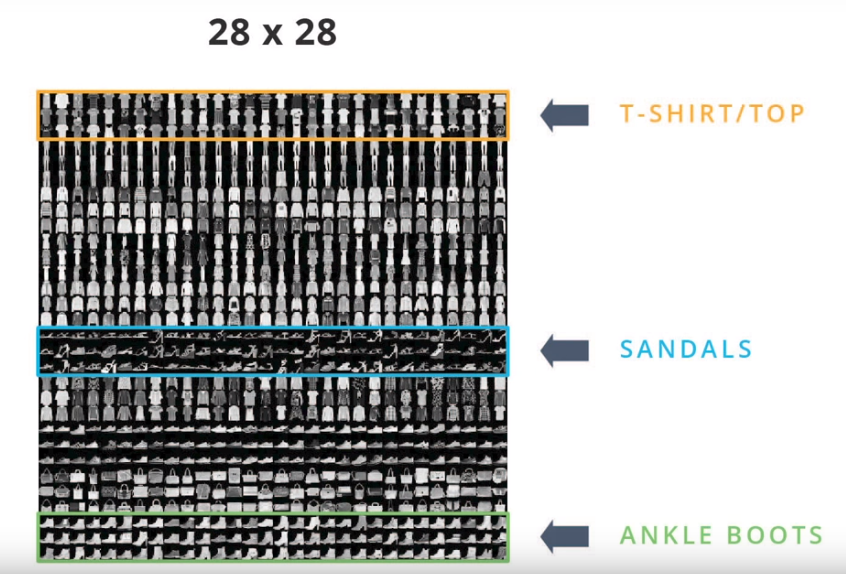 28 x 28
T-SHIRT/TOP
SANDALS
ANKLE BOOTS